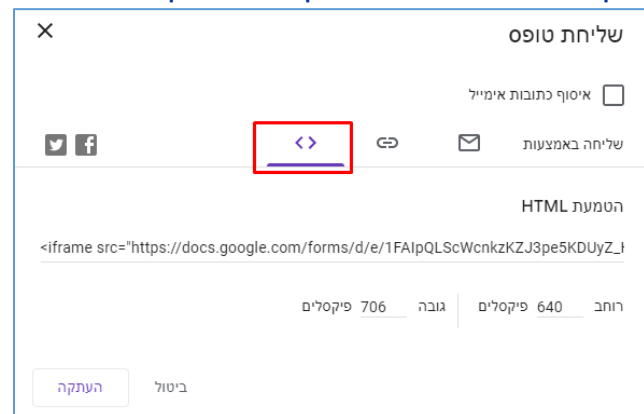 שליחת טופס
איסוף כתובות אימייל
שליחה באמצעות
הטמעת HTML
<iframe src="https://docs.google.com/forms/d/e/1FAIpQLScWcnkzKZJ3pe5KDUyZ_
רוחב 640 פיקסלים גובה 706 פיקסלים
ביטול העתקה